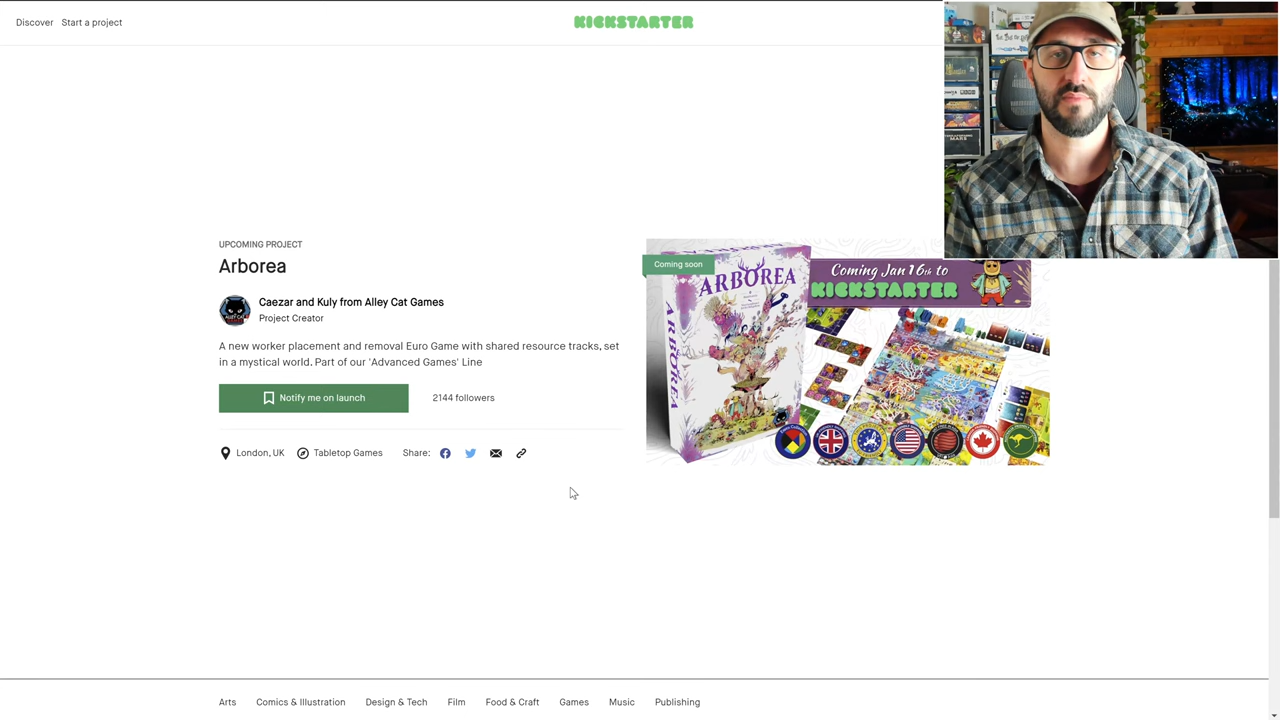 Discover Start a project
KICKSTARTER
UPCOMING PROJECT
Arborea
Caezar and Kuly from Alley Cat Games
Project Creator
A new worker placement and removal Euro Game with shared resource tracks, set
in a mystical world. Part of our 'Advanced Games' Line
Notify me on launch
2144 followers
London, UK
Tabletop Games
Share:
Coming soon
ARBOREA
ARBOREA
Coming Jan 16th to
KICKSTARTER
MARS
Arts Comics & Illustration Design & Tech Film Food & Craft Games Music Publishing